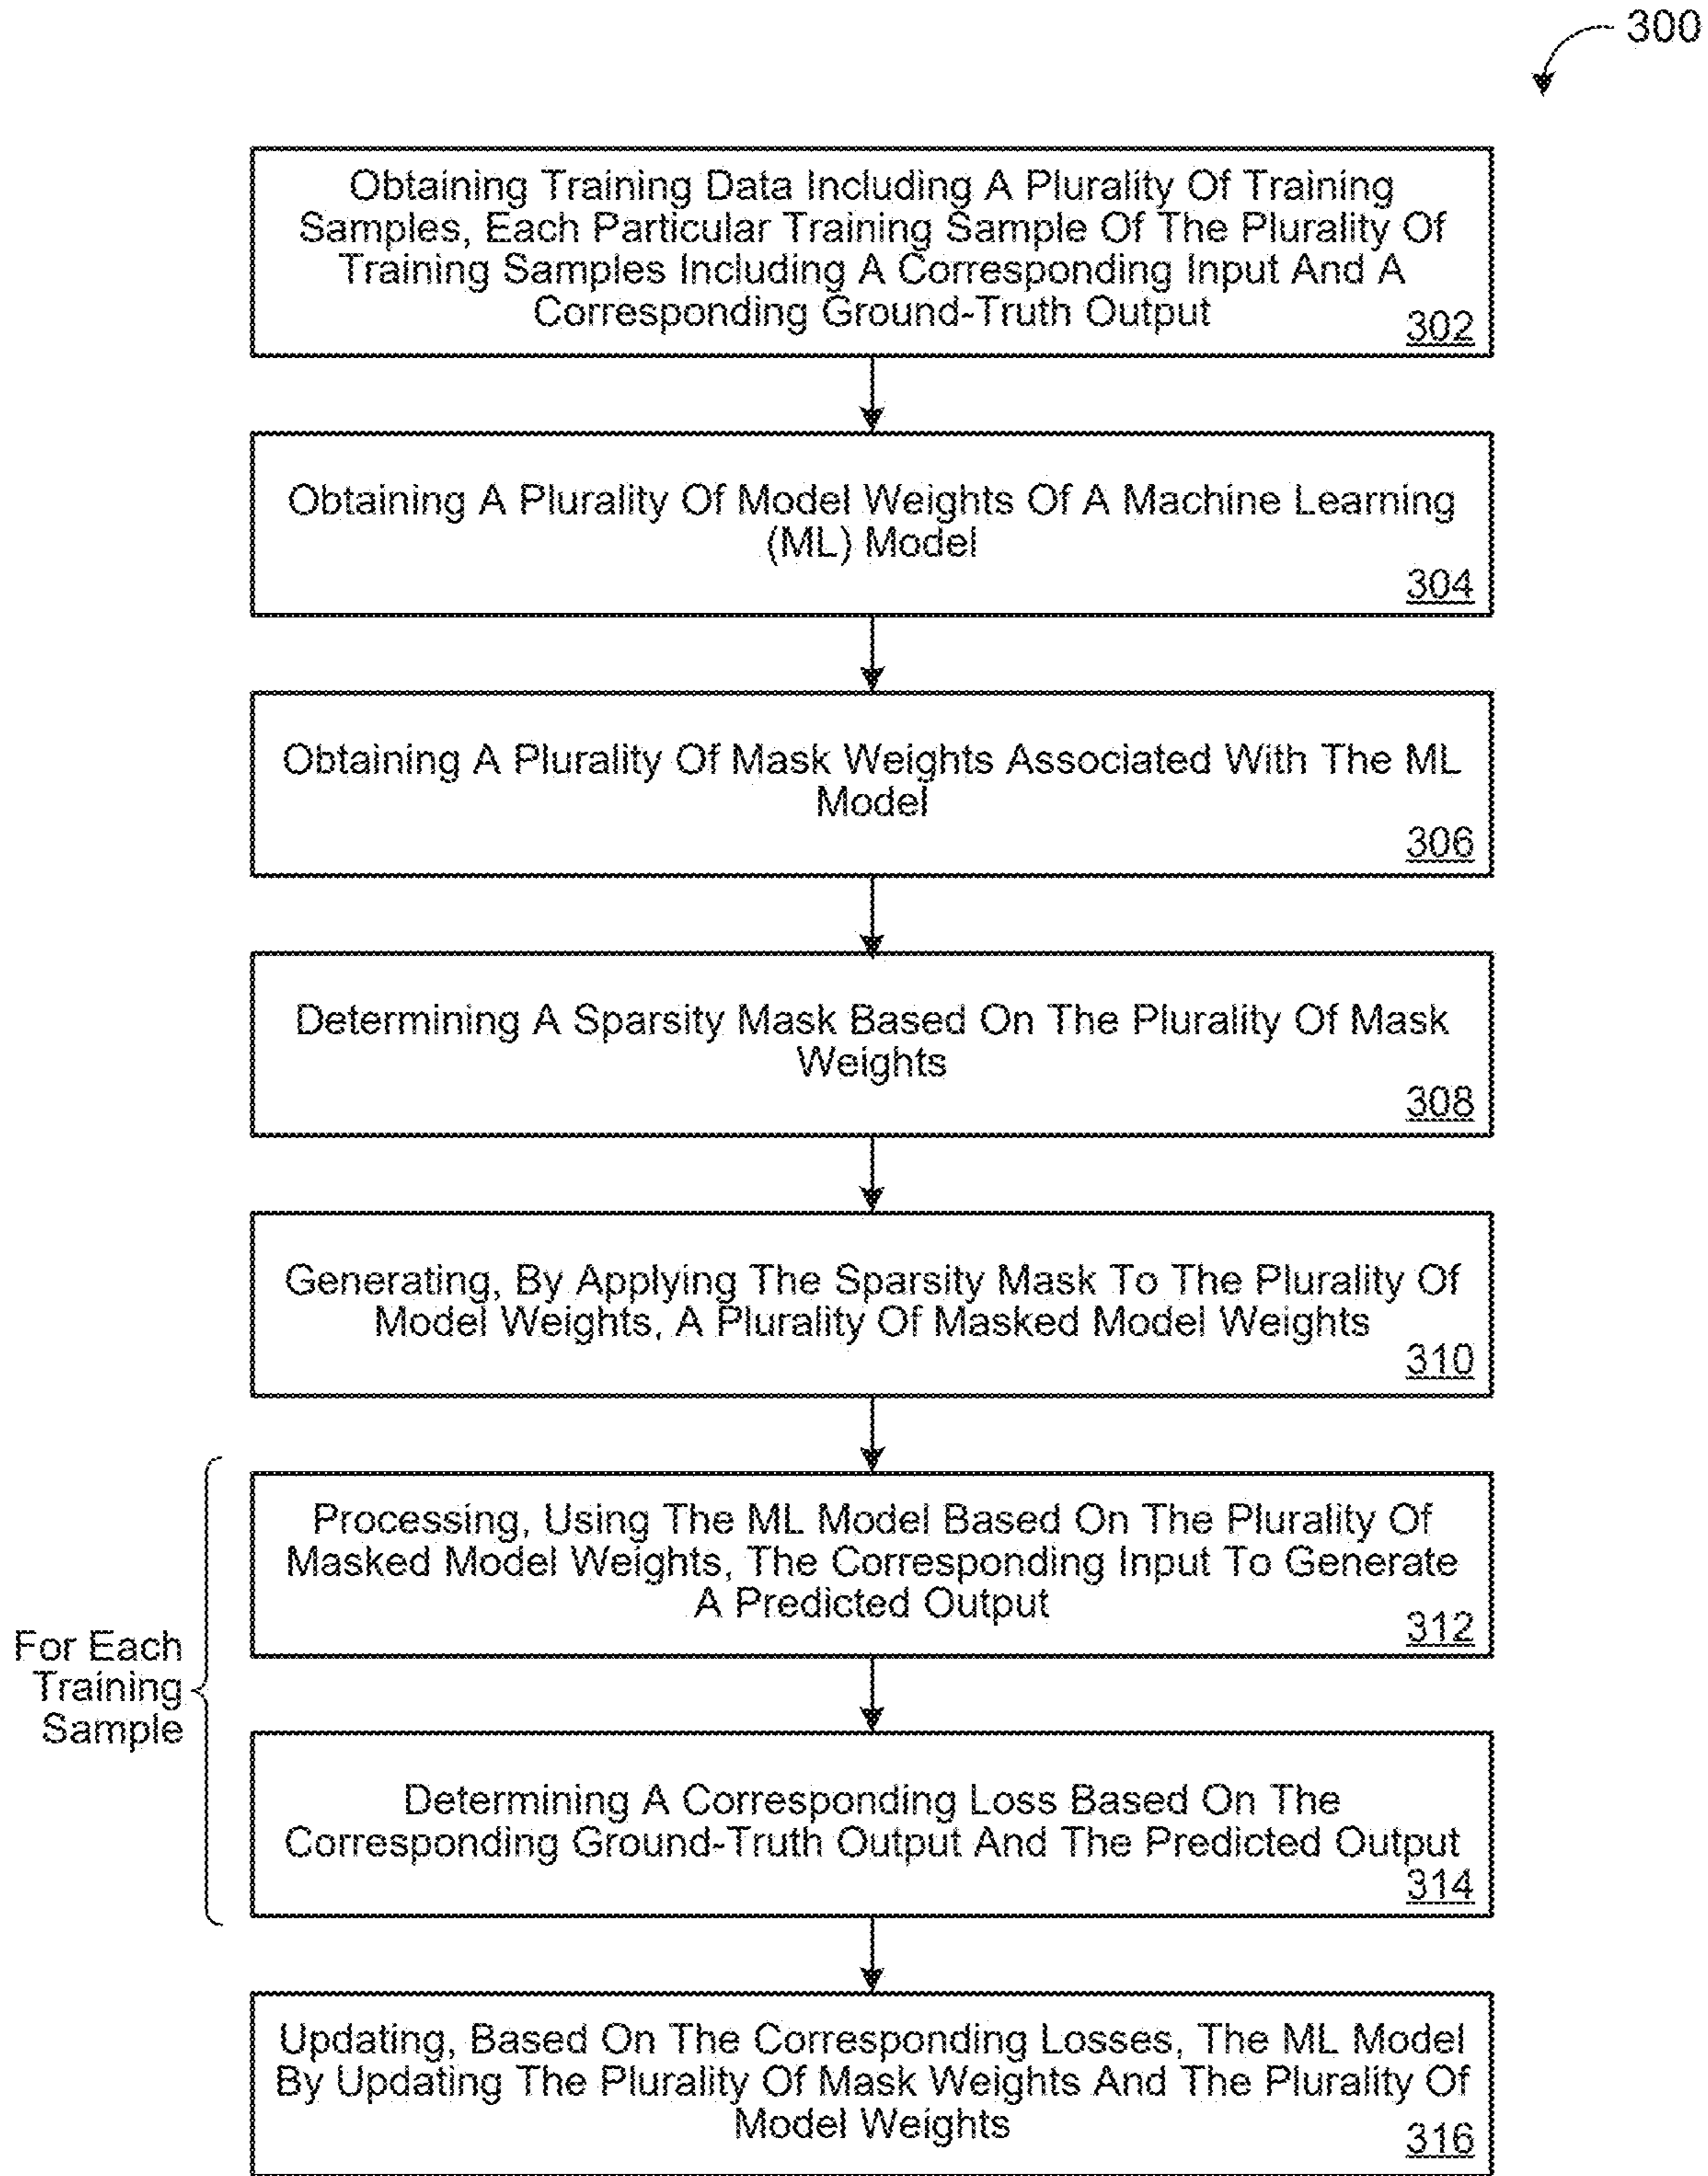 300
Obtaining Training Data Including A Plurality Of Training
Samples, Each Particular Training Sample Of The Plurality Of
Training Samples Including A Corresponding Input And A
Corresponding Ground-Truth Output
302
Obtaining A Plurality Of Model Weights Of A Machine Learning
(ML) Model
304
Obtaining A Plurality Of Mask Weights Associated With The ML
Model
306
Determining A Sparsity Mask Based On The Plurality Of Mask
Weights
308
Generating, By Applying The Sparsity Mask To The Plurality Of
Model Weights, A Plurality Of Masked Model Weights
310
For Each
Training
Sample
Processing, Using The ML Model Based On The Plurality Of
Masked Model Weights, The Corresponding Input To Generate
A Predicted Output
312
Determining A Corresponding Loss Based On The
Corresponding Ground-Truth Output And The Predicted Output
314
Updating, Based On The Corresponding Losses, The ML Model
By Updating The Plurality Of Mask Weights And The Plurality Of
Model Weights
316